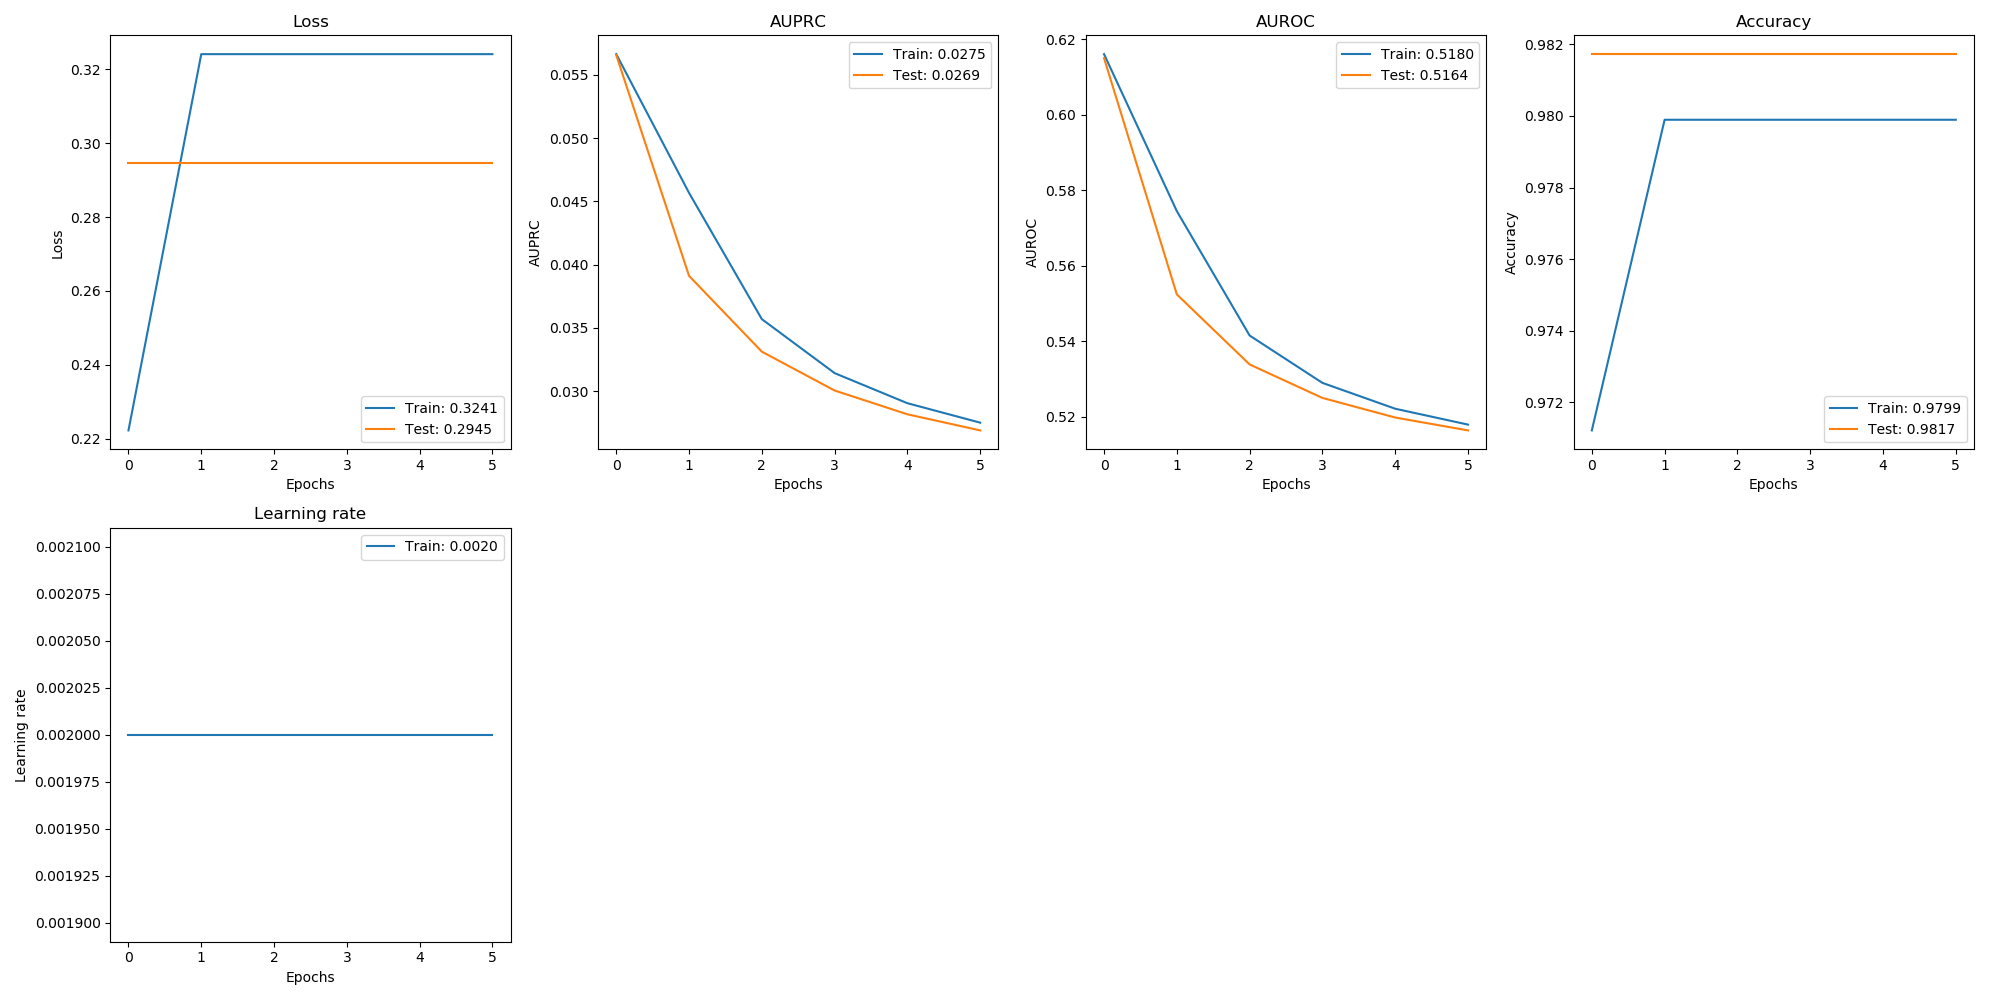 Loss
Loss
0.32
0.30
0.28
0.26
0.24
0.22
Train: 0.3241
Test: 0.2945
0 1 2 3 4 5
Epochs
AUPRC
AUPRC
0.055
0.050
0.045
0.040
0.035
0.030
Train: 0.0275
Test: 0.0269
0 1 2 3 4 5
Epochs
AUROC
AUROC
0.62
0.60
0.58
0.56
0.54
0.52
Train: 0.5180
Test: 0.5164
0 1 2 3 4 5
Epochs
Accuracy
Accuracy
0.982
0.980
0.978
0.976
0.974
0.972
Train: 0.9799
Test: 0.9817
0 1 2 3 4 5
Epochs
Learning rate
Learning rate
0.002100
0.002075
0.002050
0.002025
0.002000
0.001975
0.001950
0.001925
0.001900
Train: 0.0020
0 1 2 3 4 5
Epochs